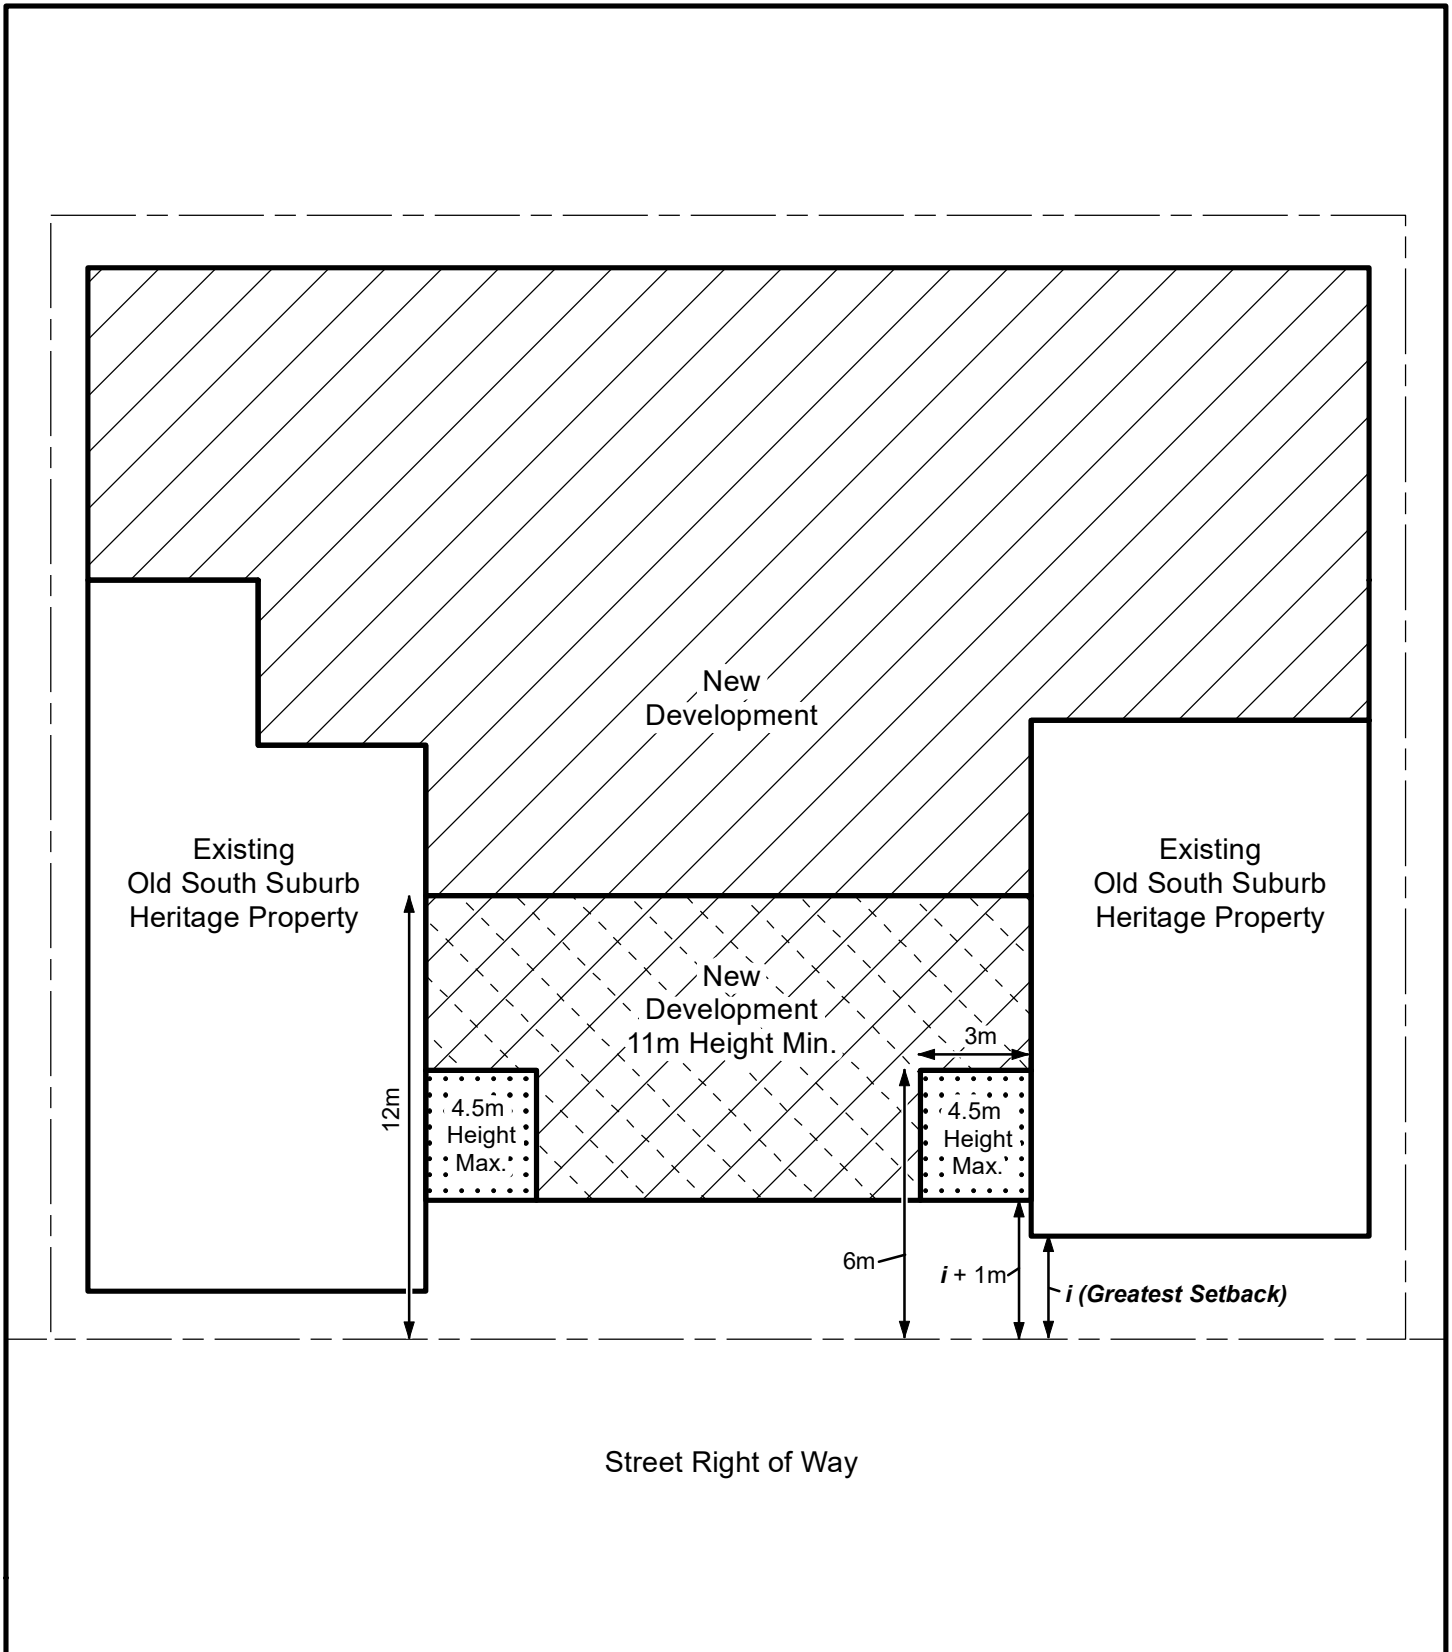 New
Development
Existing
Old South Suburb
Heritage Property
Existing
Old South Suburb
Heritage Property
New
Development
11m Height Min.
3m
12m
4.5m
Height
Max.
4.5m
Height
Max.
6m
i + 1m
i (Greatest Setback)
Street Right of Way